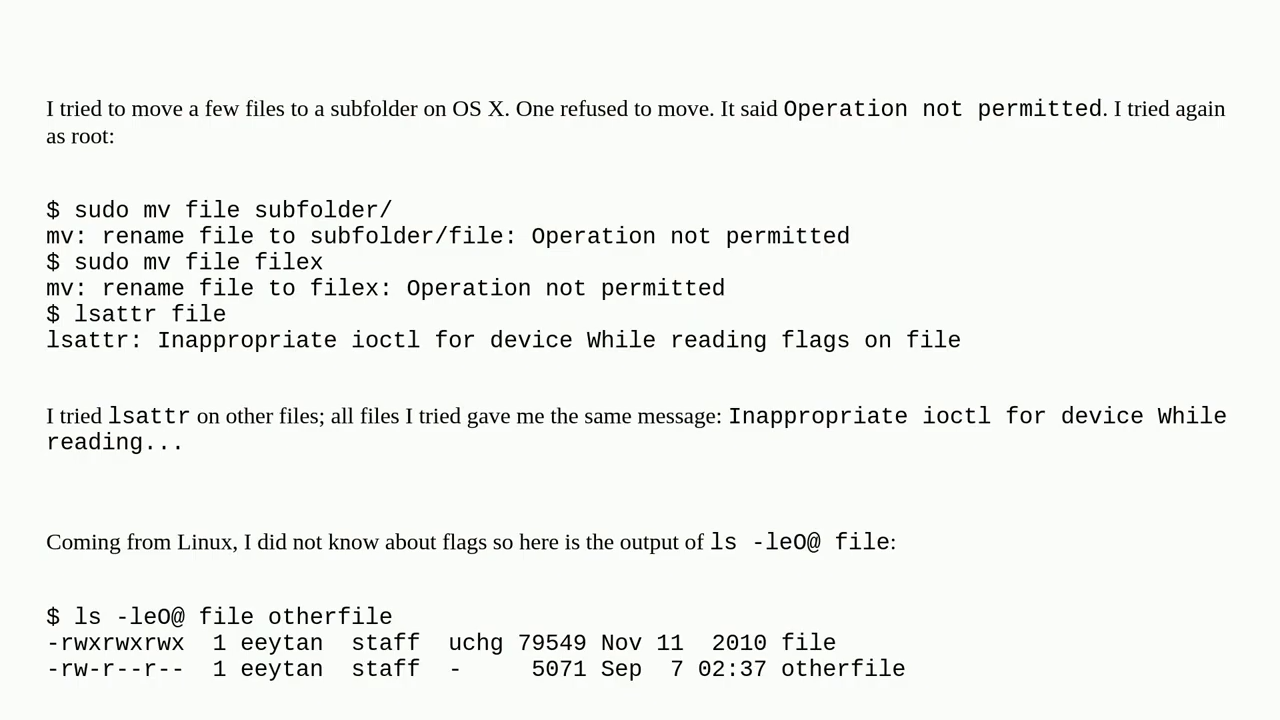 I tried to move a few files to a subfolder on OS X. One refused to move. It said Operation not permitted. I tried again
as root:
$ sudo mv file subfolder/
mv: rename file to subfolder/file: Operation not permitted
$ sudo mv file filex
mv: rename file to filex: Operation not permitted
$ lsattr file
lsattr: Inappropriate ioctl for device While reading flags on file
I tried lsattr on other files; all files I tried gave me the same message: Inappropriate ioctl for device While
reading...
Coming from Linux, I did not know about flags so here is the output of ls -leO@ file:
$ ls -leO@ file otherfile
-rwxrwxrwx  1 eeytan  staff  uchg 79549 Nov 11  2010 file
-rw-r--r--  1 eeytan  staff  -     5071 Sep  7 02:37 otherfile